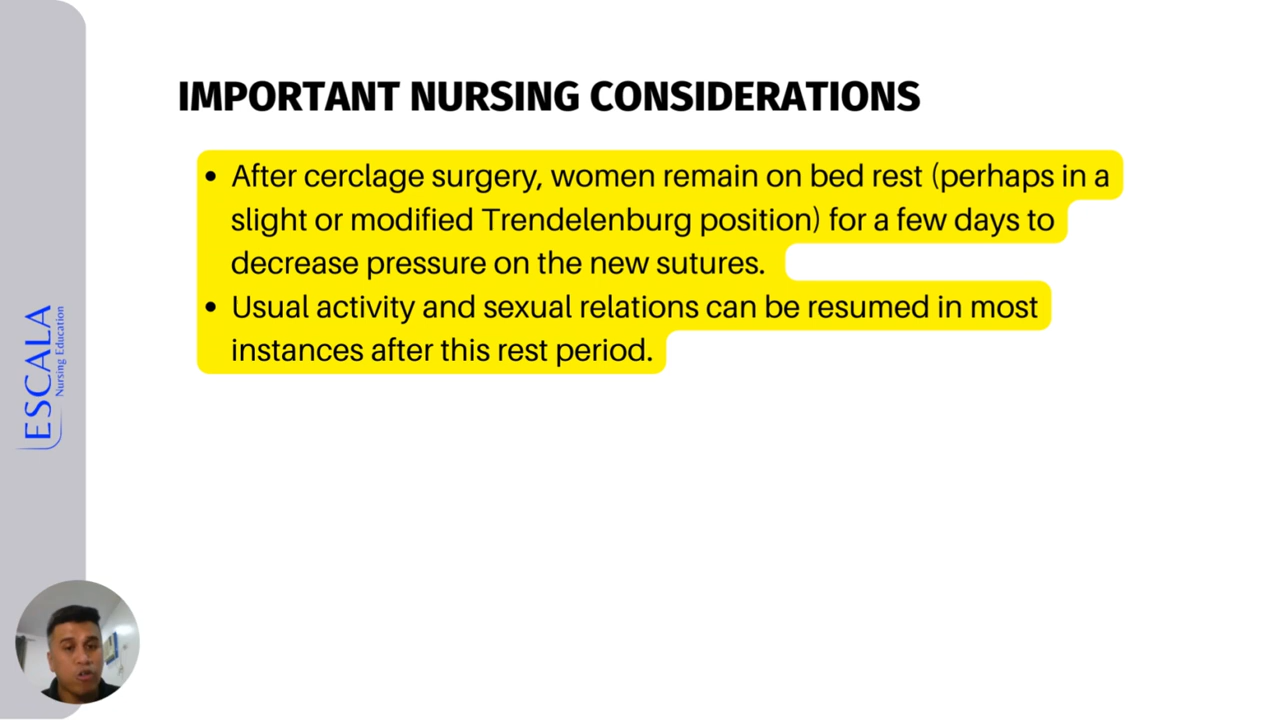 IMPORTANT NURSING CONSIDERATIONS
• After cerclage surgery, women remain on bed rest (perhaps in a
slight or modified Trendelenburg position) for a few days to
decrease pressure on the new sutures.
• Usual activity and sexual relations can be resumed in most
instances after this rest period.
ESCALA
Nursing Education